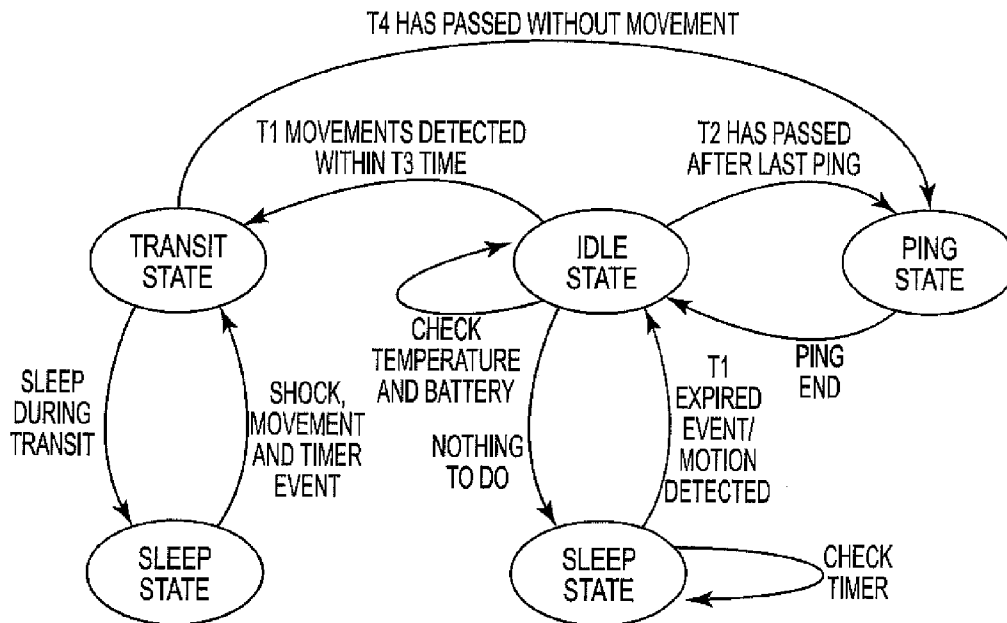 T4 HAS PASSED WITHOUT MOVEMENT
T1 MOVEMENTS DETECTED
WITHIN T3 TIME
T2 HAS PASSED
AFTER LAST PING
TRANSIT
STATE
IDLE
STATE
PING
STATE
CHECK
TEMPERATURE
AND BATTERY
PING
END
SLEEP
DURING
TRANSIT
SHOCK,
MOVEMENT
AND TIMER
EVENT
NOTHING
TO DO
T1
EXPIRED
EVENT/
MOTION
DETECTED
SLEEP
STATE
SLEEP
STATE
CHECK
TIMER